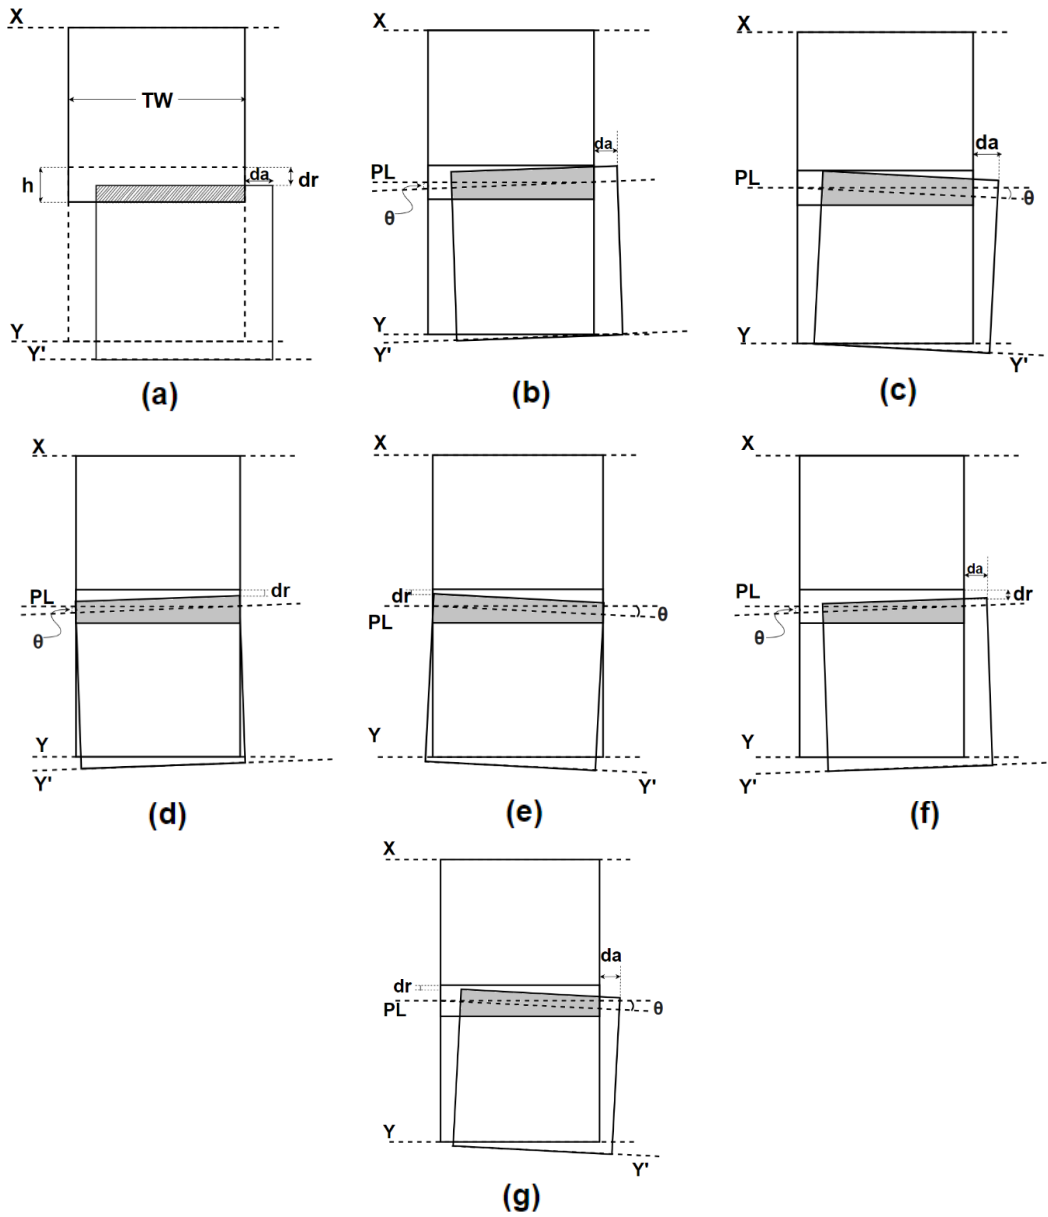 X
TW
h
da
dr
Y
Y'
(a)
X
da
PL
θ
Y
Y'
(b)
X
da
PL
θ
Y
Y'
(c)
X
dr
PL
θ
Y
Y'
(d)
X
dr
PL
θ
Y
Y'
(e)
X
da
dr
PL
θ
Y
Y'
(f)
X
da
dr
PL
θ
Y
Y'
(g)